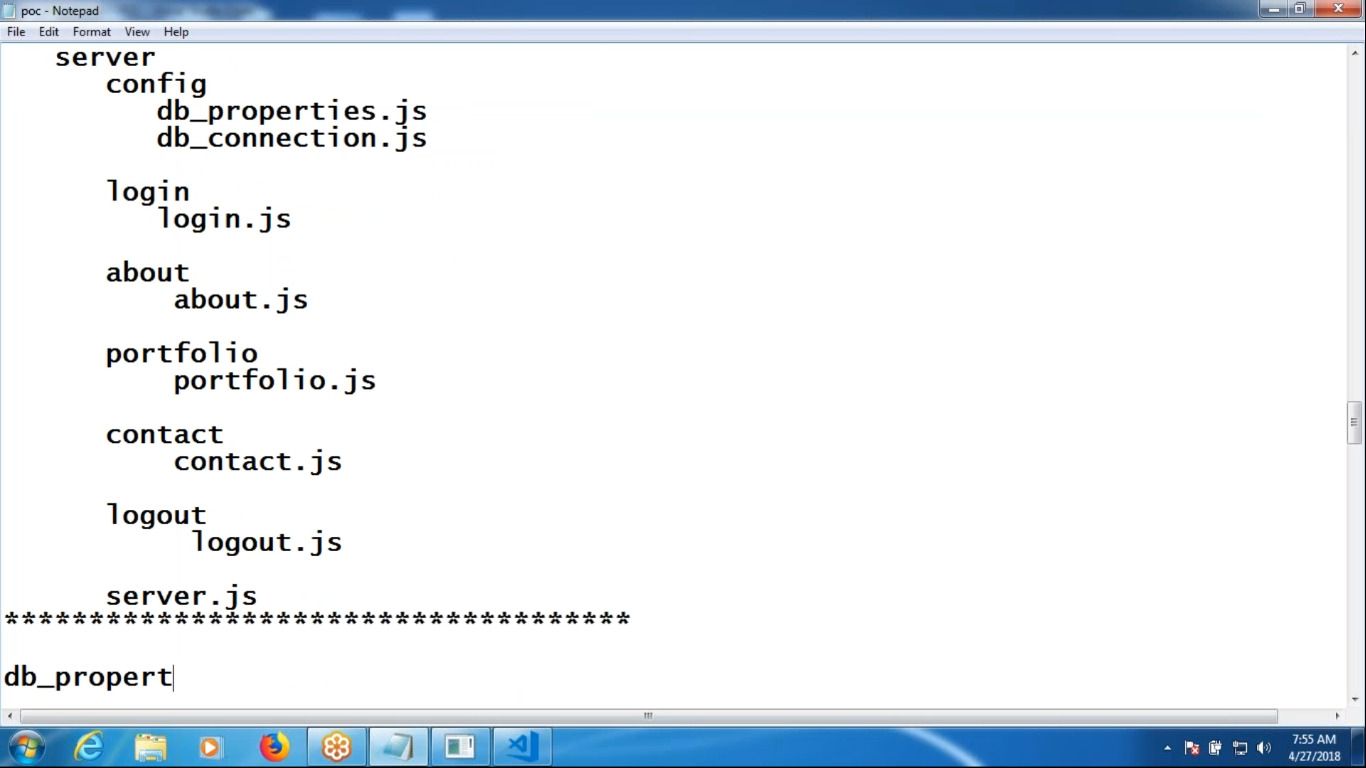 poc - Notepad
File Edit Format View Help
server
config
db_properties.js
db_connection.js
login
login.js
about
about.js
portfolio
portfolio.js
contact
contact.js
logout
logout.js
server.js
*************************************
db_propert
7:55 AM
4/27/2018